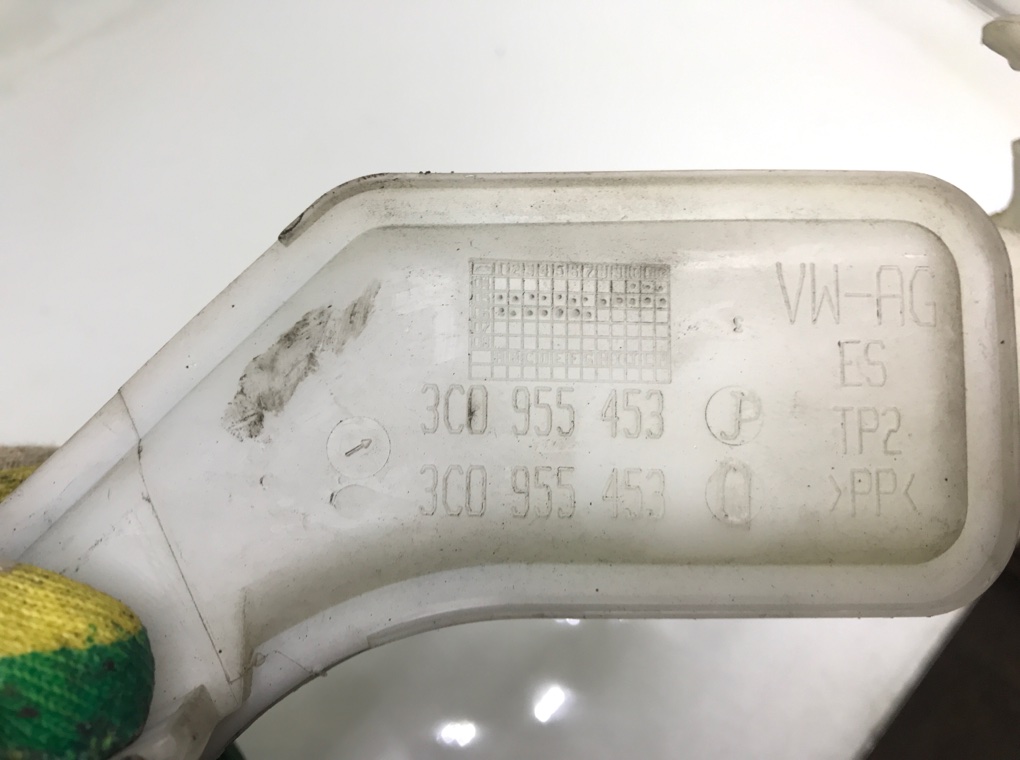 3C0 955 453
3C0 955 453
VW-AG
ES
TP2
>PP<